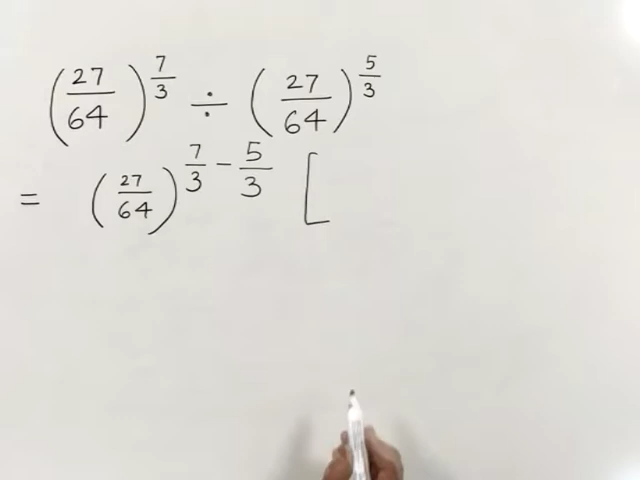 (27/64)^7/3 ÷ (27/64)^5/3
= (27/64)^7/3 - 5/3 [